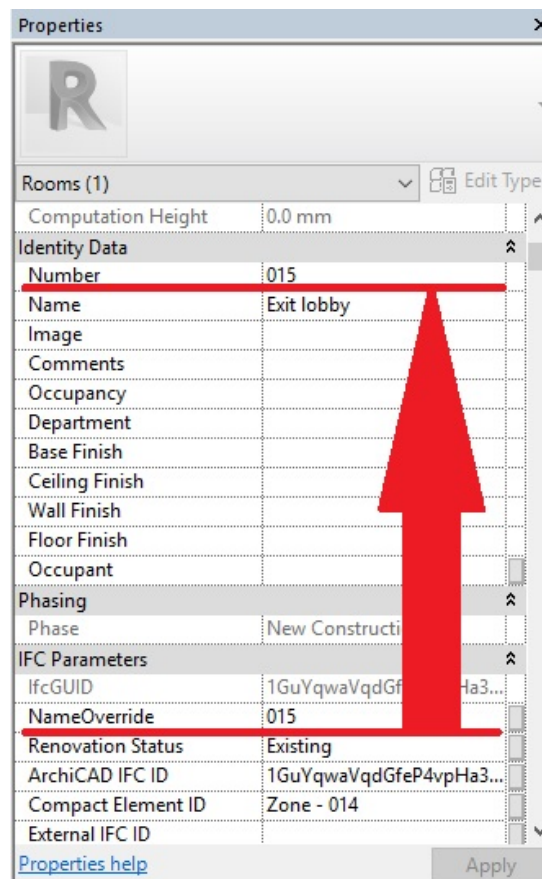 Properties
R
Rooms (1) Edit Type
Computation Height 0.0 mm
Identity Data
Number 015
Name Exit lobby
Image
Comments
Occupancy
Department
Base Finish
Ceiling Finish
Wall Finish
Floor Finish
Occupant
Phasing
Phase New Constructi
IFC Parameters
IfcGUID 1GuYqwaVqdGf pHa3...
NameOverride 015
Renovation Status Existing
ArchiCAD IFC ID 1GuYqwaVqdGfeP4vpHa3...
Compact Element ID Zone - 014
External IFC ID
Properties help Apply